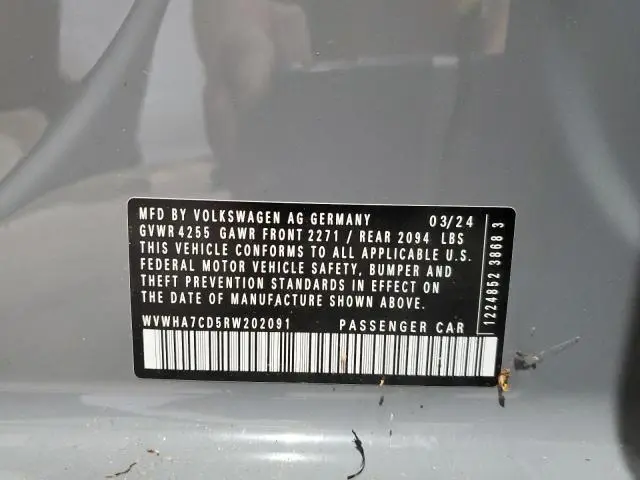 MFD BY VOLKSWAGEN AG GERMANY 03/24
GVWR 4255 GAWR FRONT 2271 / REAR 2094 LBS
THIS VEHICLE CONFORMS TO ALL APPLICABLE U.S.
FEDERAL MOTOR VEHICLE SAFETY, BUMPER AND
THEFT PREVENTION STANDARDS IN EFFECT ON
THE DATE OF MANUFACTURE SHOWN ABOVE.
WVWHA7CD5RW202091 PASSENGER CAR
1224852 3868 3